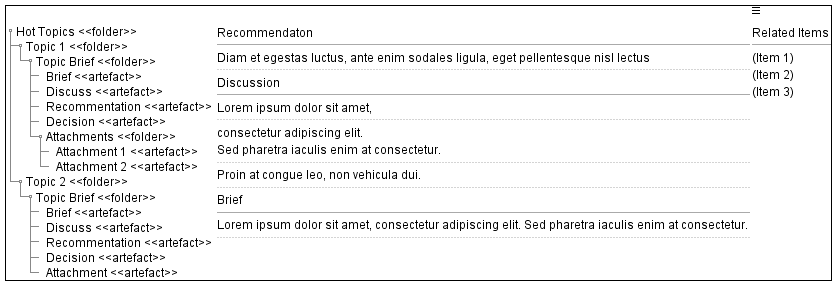 Hot Topics <<folder>>
Topic 1 <<folder>>
Topic Brief <<folder>>
Brief <<artefact>>
Discuss <<artefact>>
Recommendation <<artefact>>
Decision <<artefact>>
Attachments <<folder>>
Attachment 1 <<artefact>>
Attachment 2 <<artefact>>
Topic 2 <<folder>>
Topic Brief <<folder>>
Brief <<artefact>>
Discuss <<artefact>>
Recommendation <<artefact>>
Decision <<artefact>>
Attachment <<artefact>>
Recommendaton
Diam et egestas luctus, ante enim sodales ligula, eget pellentesque nisl lectus
Discussion
Lorem ipsum dolor sit amet,
consectetur adipiscing elit.
Sed pharetra iaculis enim at consectetur.
Proin at congue leo, non vehicula dui.
Brief
Lorem ipsum dolor sit amet, consectetur adipiscing elit. Sed pharetra iaculis enim at consectetur.
Related Items
(Item 1)
(Item 2)
(Item 3)